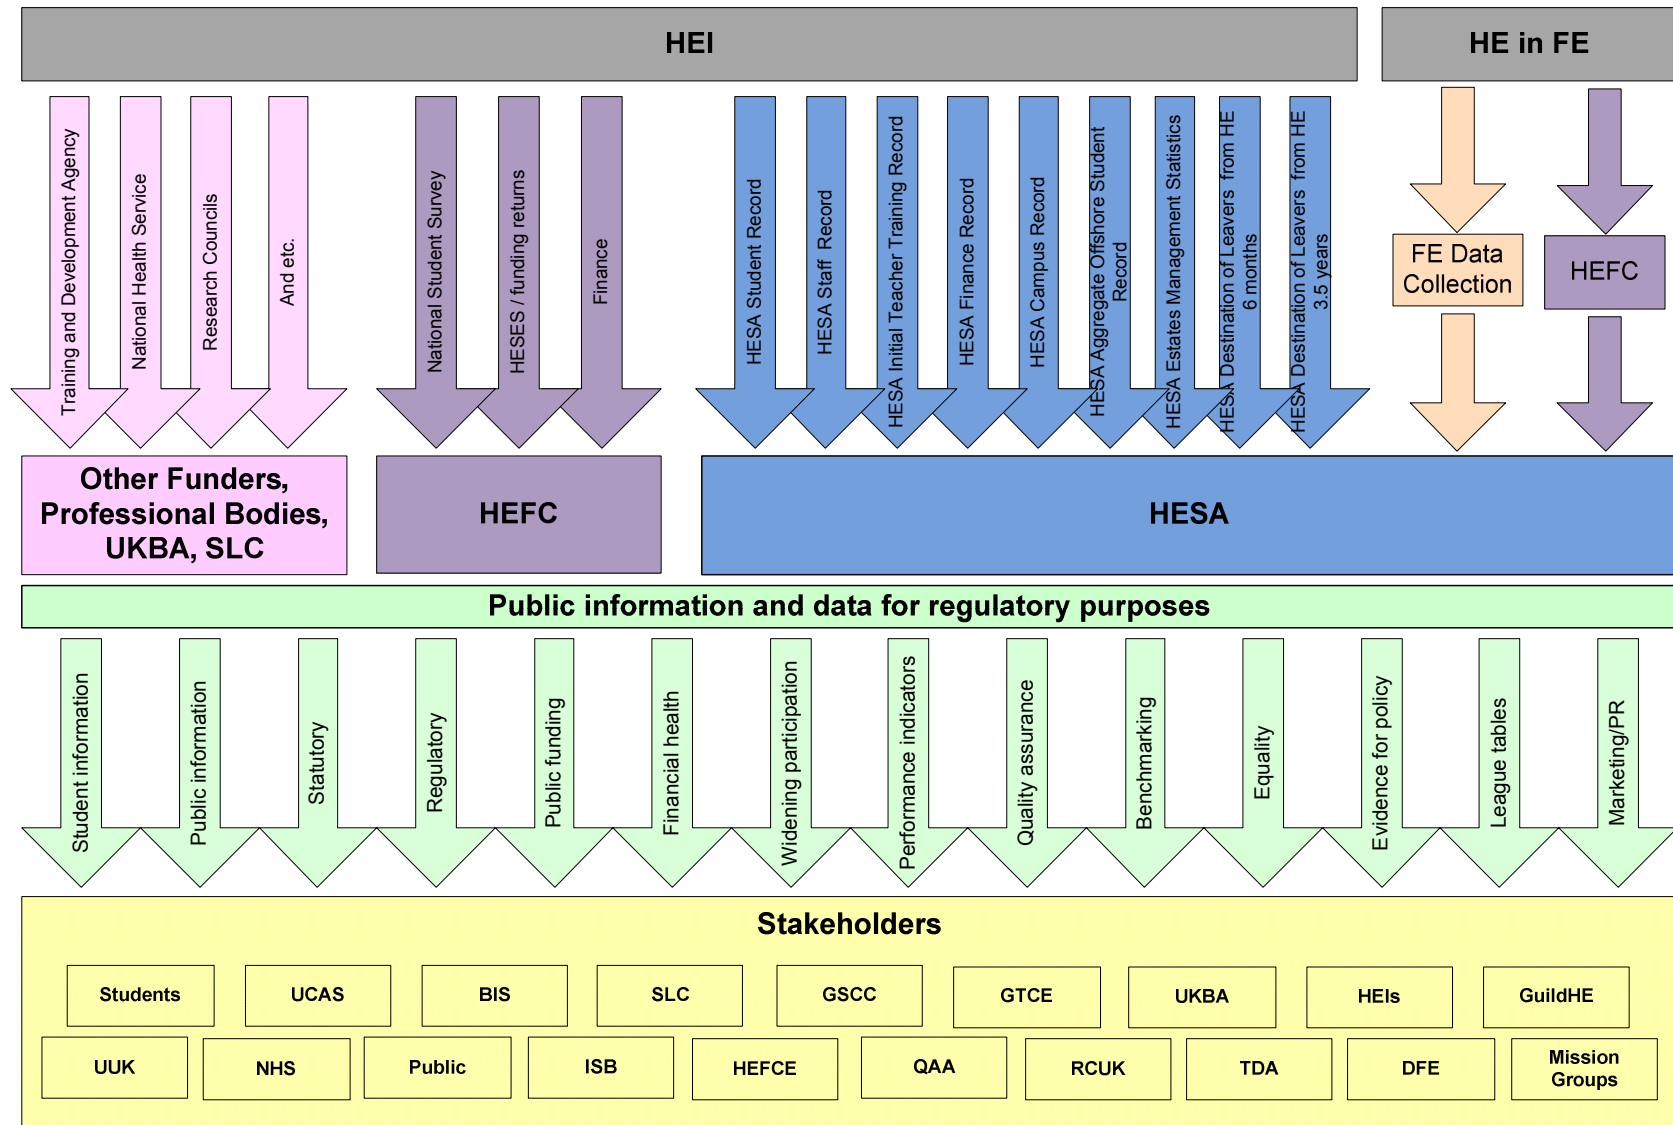 HEI
HE in FE
Training and Development Agency
National Health Service
Research Councils
And etc.
National Student Survey
HESES / funding returns
Finance
HESA Student Record
HESA Staff  Record
HESA Initial Teacher Training Record
HESA Finance Record
HESA Campus Record
HESA Aggregate Offshore Student
Record
HESA Estates Management Statistics
HESA Destination of Leavers  from HE
6 months
HESA Destination of Leavers  from HE
3.5 years
FE Data
Collection
HEFC
Other Funders,
Professional Bodies,
UKBA, SLC
HEFC
HESA
Public information and data for regulatory purposes
Student information
Public information
Statutory
Regulatory
Public funding
Financial health
Widening participation
Performance indicators
Quality assurance
Benchmarking
Equality
Evidence for policy
League tables
Marketing/PR
Stakeholders
Students
UCAS
BIS
SLC
GSCC
GTCE
UKBA
HEIs
GuildHE
UUK
NHS
Public
ISB
HEFCE
QAA
RCUK
TDA
DFE
Mission
Groups